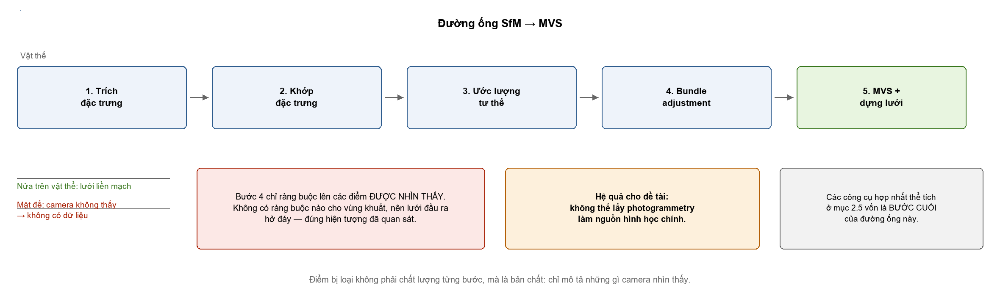 Đường ống SfM → MVS
Vật thể
1. Trích
đặc trưng
2. Khớp
đặc trưng
3. Ước lượng
tư thế
4. Bundle
adjustment
5. MVS +
dựng lưới
Nửa trên vật thể: lưới liền mạch
Mặt đế: camera không thấy
→ không có dữ liệu
Bước 4 chỉ ràng buộc lên các điểm ĐƯỢC NHÌN THẤY.
Không có ràng buộc nào cho vùng khuất, nên lưới đầu ra
hở đáy — đúng hiện tượng đã quan sát.
Hệ quả cho đề tài:
không thể lấy photogrammetry
làm nguồn hình học chính.
Các công cụ hợp nhất thể tích
ở mục 2.5 vốn là BƯỚC CUỐI
của đường ống này.
Điểm bị loại không phải chất lượng từng bước, mà là bản chất: chỉ mô tả những gì camera nhìn thấy.